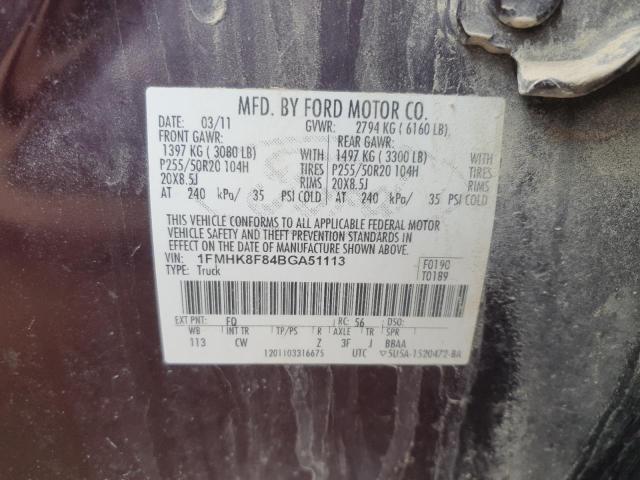 MFD. BY FORD MOTOR CO.
DATE: 03/11 GVWR: 2794 KG ( 6160 LB)
FRONT GAWR: REAR GAWR:
1397 KG ( 3080 LB) WITH 1497 KG ( 3300 LB) WITH
P255/50R20 104H TIRES P255/50R20 104H TIRES
20X8.5J RIMS 20X8.5J RIMS
AT 240 kPa/ 35 PSI COLD AT 240 kPa/ 35 PSI COLD
THIS VEHICLE CONFORMS TO ALL APPLICABLE FEDERAL MOTOR
VEHICLE SAFETY AND THEFT PREVENTION STANDARDS IN
EFFECT ON THE DATE OF MANUFACTURE SHOWN ABOVE.
VIN: 1FMHK8F84BGA51113 F0190
TYPE: Truck T0189
EXT PNT: FQ RC: 56 DSO:
WB INT TR TP/PS R AXLE TR SPR
113 CW Z 3F J BBAA
1201103316675 UTC ▽5U5A-1520472-BA